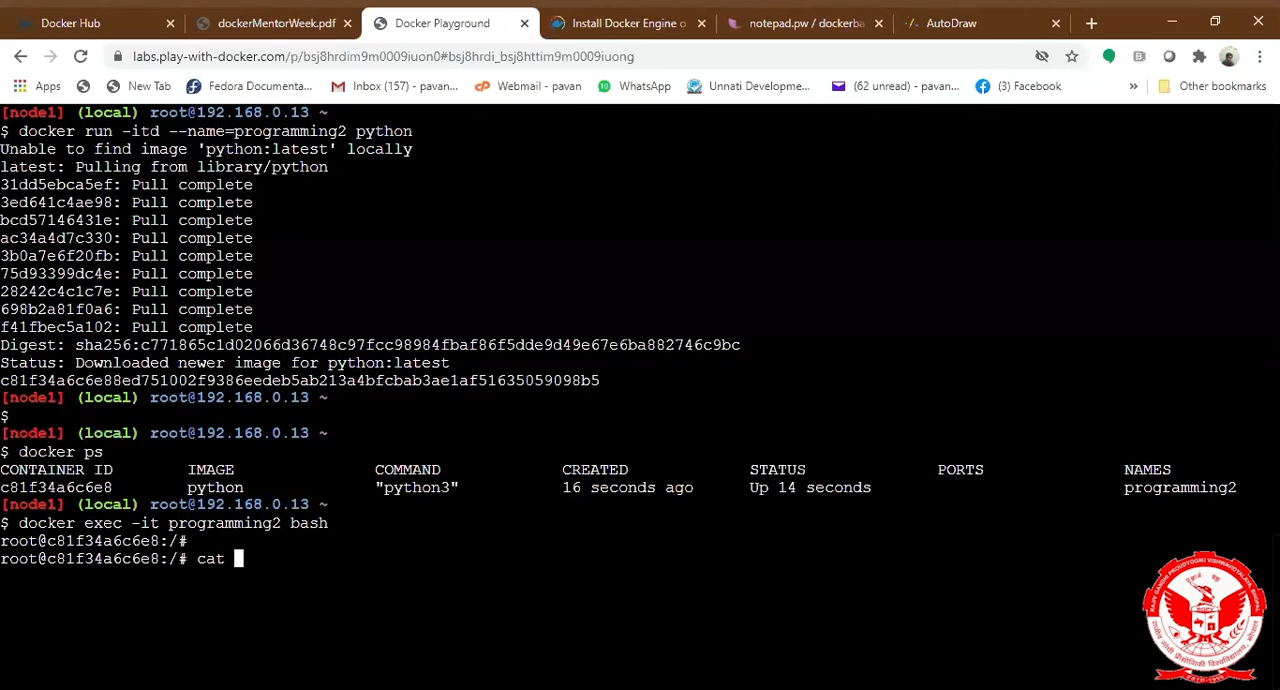 Docker Hub
dockerMentorWeek.pdf
Docker Playground
Install Docker Engine o
notepad.pw / dockerba
AutoDraw
labs.play-with-docker.com/p/bsj8hrdim9m0009iuon0#bsj8hrdi_bsj8httim9m0009iuong
Apps
New Tab
Fedora Documenta...
Inbox (157) - pavan...
Webmail - pavan
WhatsApp
Unnati Developme...
(62 unread) - pavan...
(3) Facebook
»
Other bookmarks
[node1] (local) root@192.168.0.13 ~
$ docker run -itd --name=programming2 python
Unable to find image 'python:latest' locally
latest: Pulling from library/python
31dd5ebca5ef: Pull complete
3ed641c4ae98: Pull complete
bcd57146431e: Pull complete
ac34a4d7c330: Pull complete
3b0a7e6f20fb: Pull complete
75d93399dc4e: Pull complete
28242c4c1c7e: Pull complete
698b2a81f0a6: Pull complete
f41fbec5a102: Pull complete
Digest: sha256:c771865c1d02066d36748c97fcc98984fbaf86f5dde9d49e67e6ba882746c9bc
Status: Downloaded newer image for python:latest
c81f34a6c6e88ed751002f9386eedeb5ab213a4bfcbab3ae1af51635059098b5
[node1] (local) root@192.168.0.13 ~
$
[node1] (local) root@192.168.0.13 ~
$ docker ps
CONTAINER ID IMAGE COMMAND CREATED STATUS PORTS NAMES
c81f34a6c6e8 python "python3" 16 seconds ago Up 14 seconds programming2
[node1] (local) root@192.168.0.13 ~
$ docker exec -it programming2 bash
root@c81f34a6c6e8:/#
root@c81f34a6c6e8:/# cat
RAJIV GANDHI PROUDYOGIKI VISHWAVIDYALAYA, BHOPAL
राजीव गांधी प्रौद्योगिकी विश्वविद्यालय, भोपाल